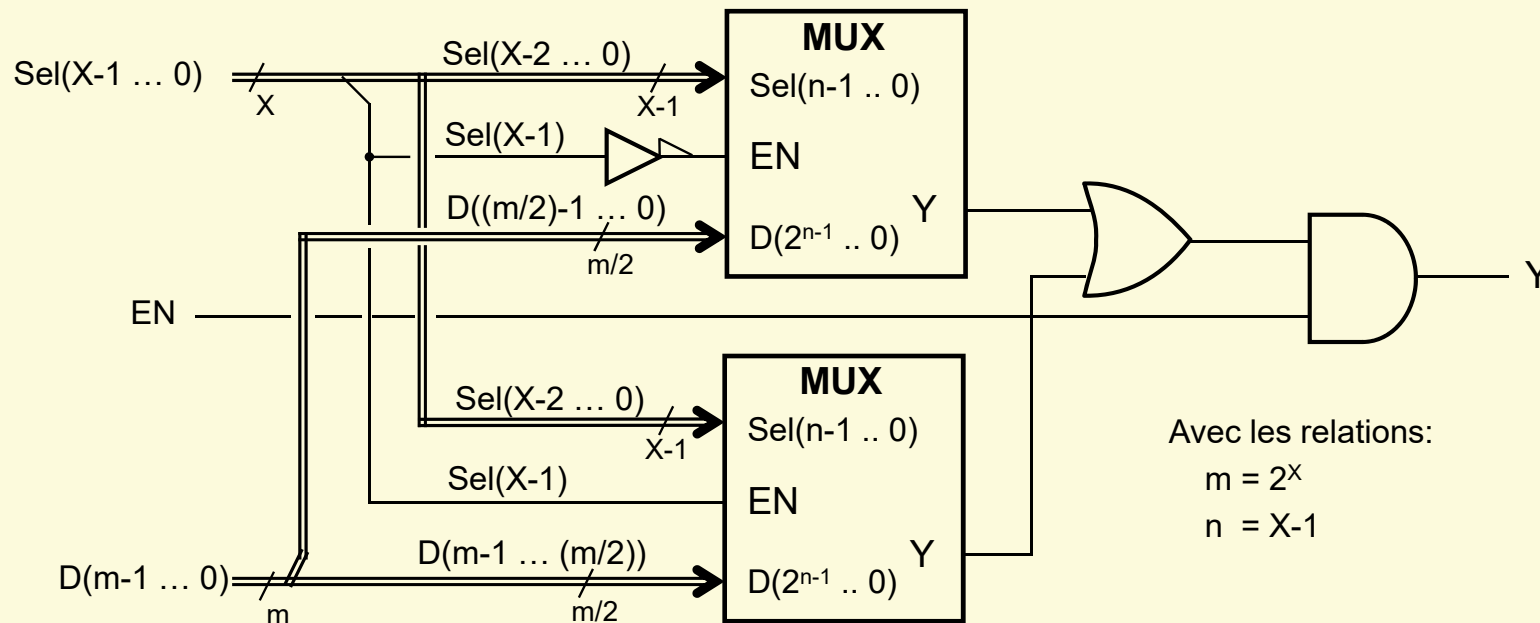 MUX
Sel(X-1 … 0)
X
Sel(X-2 … 0)
X-1
Sel(n-1 .. 0)
Sel(X-1)
EN
D((m/2)-1 … 0)
m/2
Y
D(2ⁿ⁻¹ .. 0)
EN
Y
MUX
Sel(X-2 … 0)
X-1
Sel(n-1 .. 0)
Sel(X-1)
EN
D(m-1 … 0)
m
D(m-1 … (m/2))
m/2
Y
D(2ⁿ⁻¹ .. 0)
Avec les relations:
m = 2ˣ
n = X-1